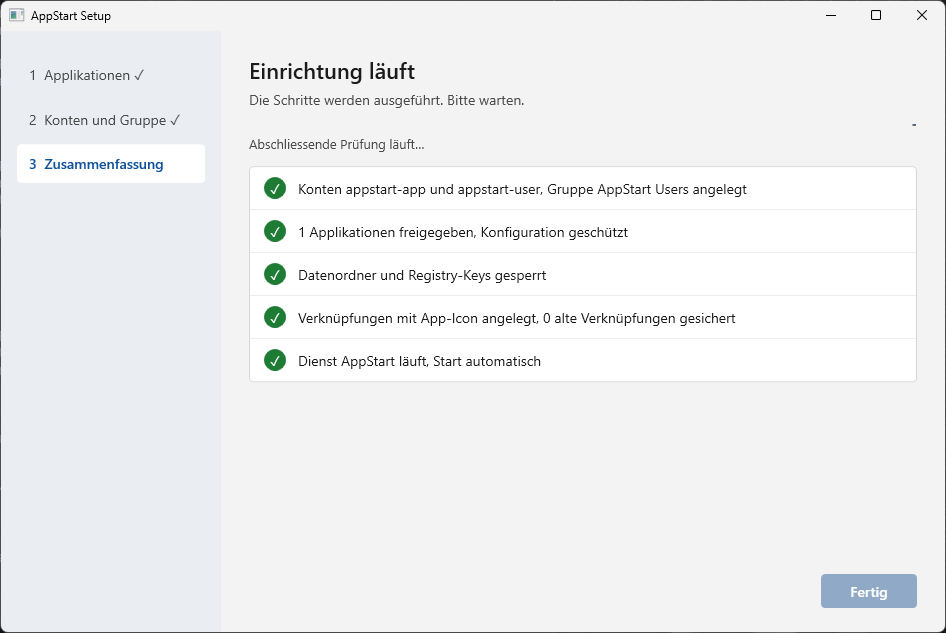 AppStart Setup
1 Applikationen ✓
2 Konten und Gruppe ✓
3 Zusammenfassung
Einrichtung läuft
Die Schritte werden ausgeführt. Bitte warten.
Abschliessende Prüfung läuft...
Konten appstart-app und appstart-user, Gruppe AppStart Users angelegt
1 Applikationen freigegeben, Konfiguration geschützt
Datenordner und Registry-Keys gesperrt
Verknüpfungen mit App-Icon angelegt, 0 alte Verknüpfungen gesichert
Dienst AppStart läuft, Start automatisch
Fertig